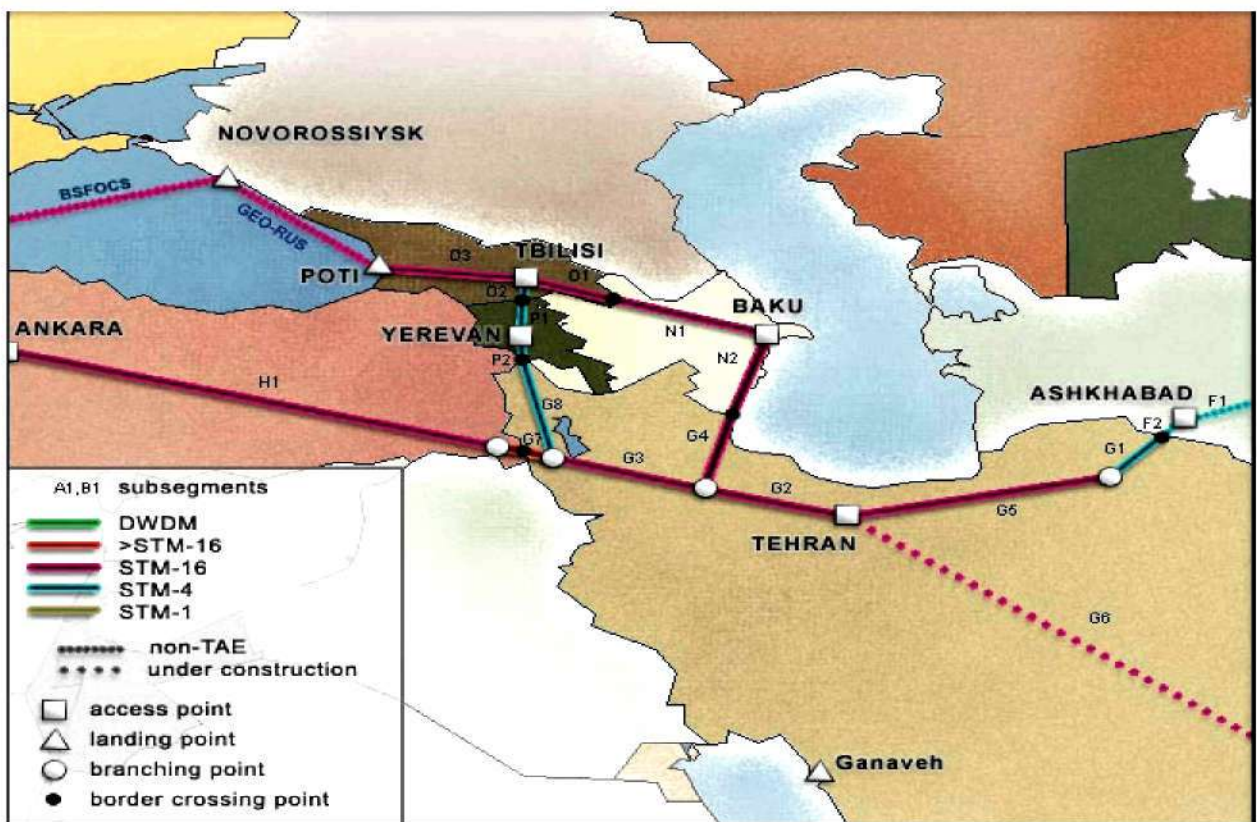 NOVOROSSIYSK
BSFOCS
GEO-RUS
D3
TBILISI
POTI
D1
D2
ANKARA
P1
BAKU
YEREVAN
N1
P2
N2
H1
G8
ASHKHABAD
F1
F2
G7
G4
G3
G1
G2
G5
TEHRAN
G6
Ganaveh
A1,B1 subsegments
DWDM
>STM-16
STM-16
STM-4
STM-1
non-TAE
under construction
access point
landing point
branching point
border crossing point